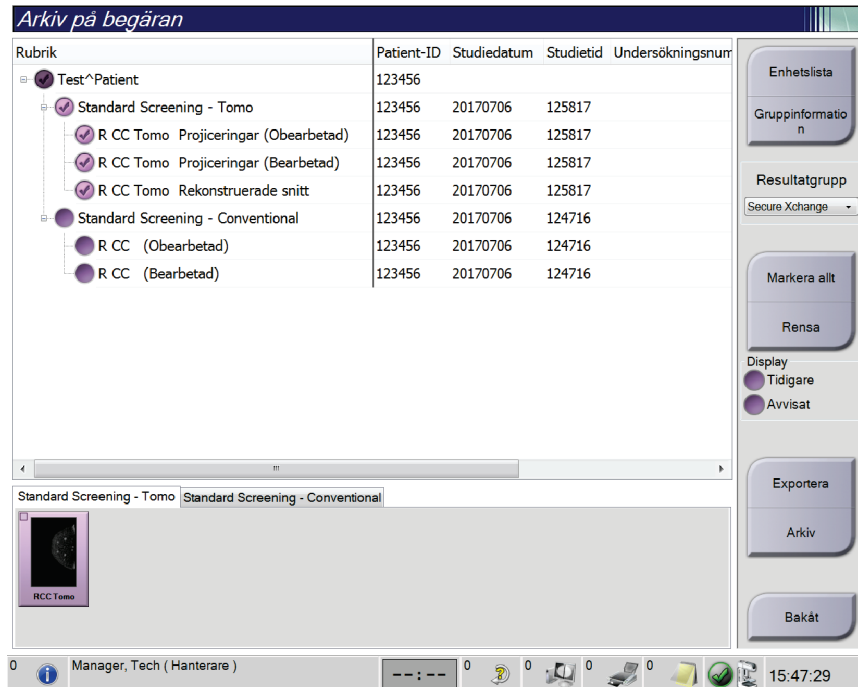 Arkiv på begäran
Rubrik Patient-ID Studiedatum Studietid Undersökningsnum
Test^Patient 123456
Standard Screening - Tomo 123456 20170706 125817
R CC Tomo Projiceringar (Obearbetad) 123456 20170706 125817
R CC Tomo Projiceringar (Bearbetad) 123456 20170706 125817
R CC Tomo Rekonstruerade snitt 123456 20170706 125817
Standard Screening - Conventional 123456 20170706 124716
R CC (Obearbetad) 123456 20170706 124716
R CC (Bearbetad) 123456 20170706 124716
Enhetslista
Gruppinformatio
n
Resultatgrupp
Secure Xchange
Markera allt
Rensa
Display
Tidigare
Avvisat
Exportera
Arkiv
Bakåt
Standard Screening - Tomo Standard Screening - Conventional
RCC Tomo
0 Manager, Tech ( Hanterare ) --:-- 0 0 0 0 15:47:29